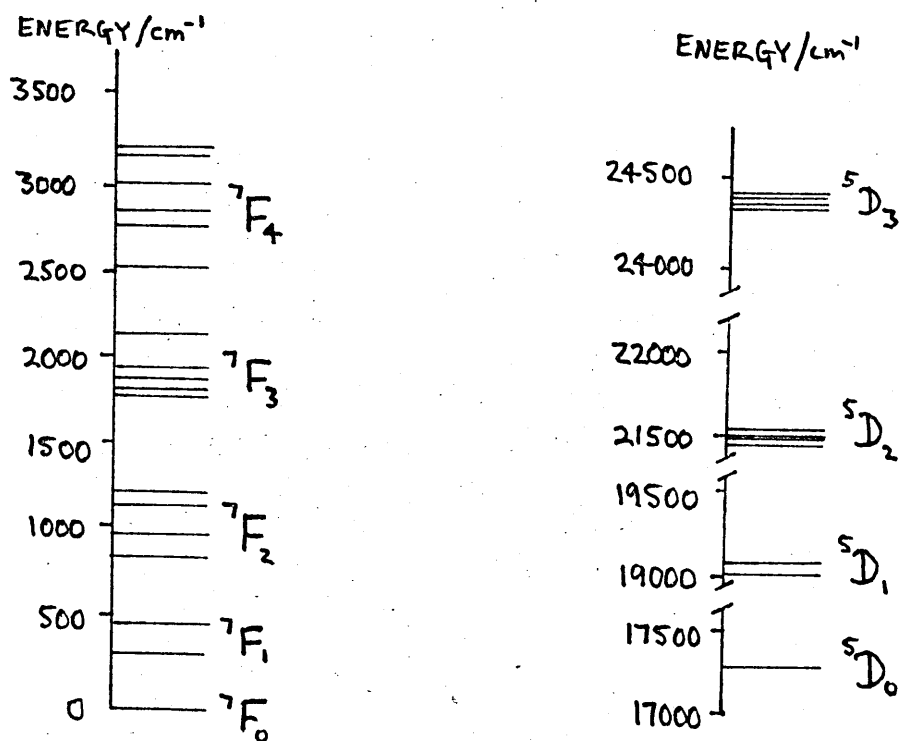 ENERGY/cm⁻¹
3500
3000
⁷F₄
2500
2000
⁷F₃
1500
1000
⁷F₂
500
⁷F₁
0
⁷F₀
ENERGY/cm⁻¹
24500
⁵D₃
24000
22000
21500
⁵D₂
19500
19000
⁵D₁
17500
⁵D₀
17000